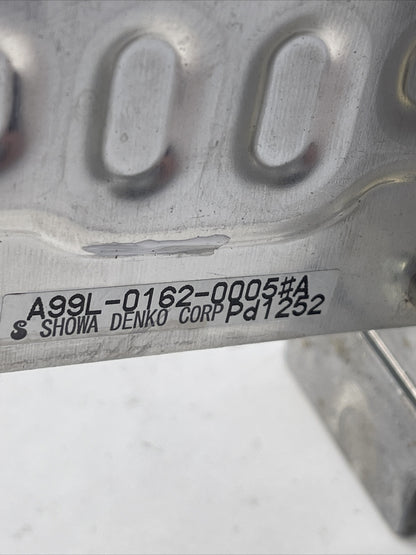 A99L-0162-0005#A
S SHOWA DENKO CORP Pd1252